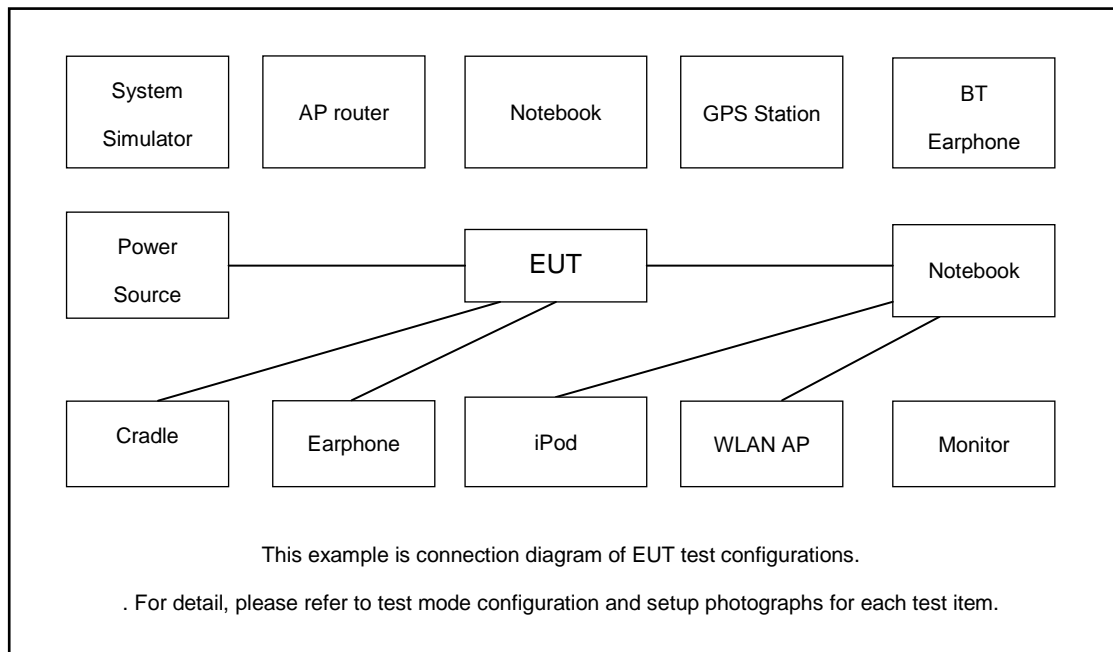 System
Simulator
AP router
Notebook
GPS Station
BT
Earphone
Power
Source
EUT
Notebook
Cradle
Earphone
iPod
WLAN AP
Monitor
This example is connection diagram of EUT test configurations.
. For detail, please refer to test mode configuration and setup photographs for each test item.